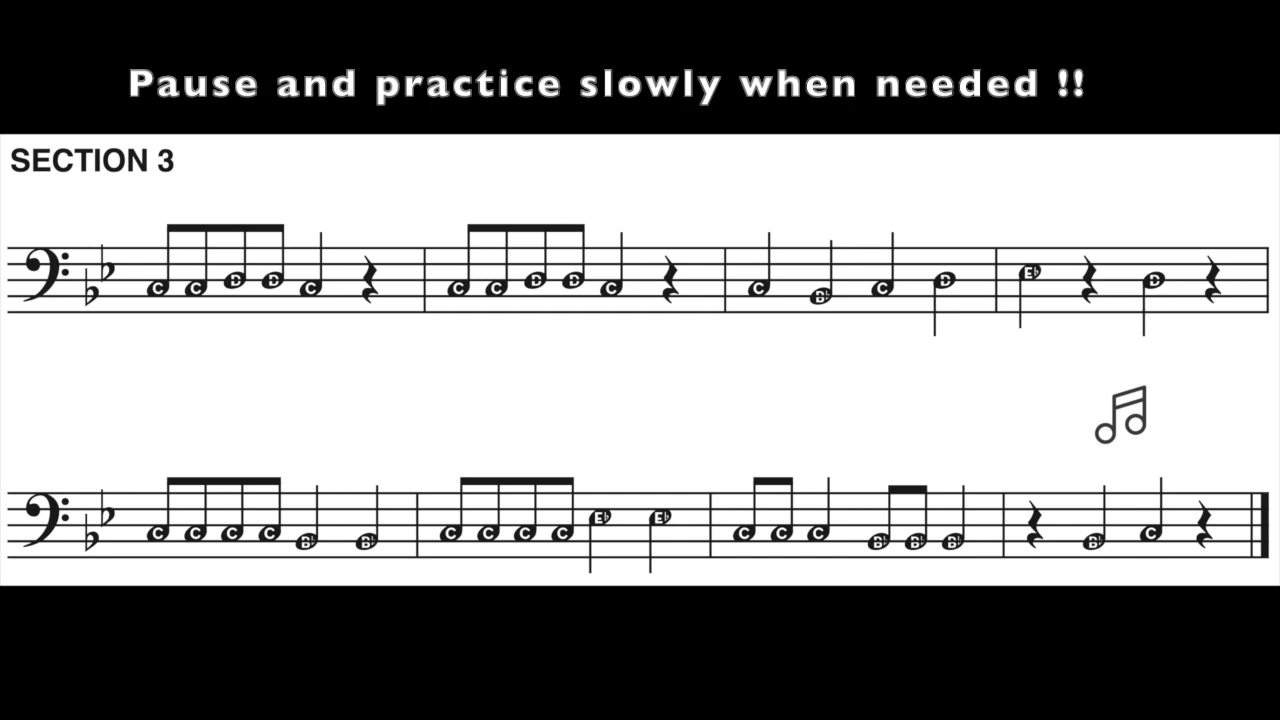 Pause and practice slowly when needed !!
SECTION 3
C C D D C C C D D C C B♭ C D E♭ D
C C C C B♭ B♭ C C C C E♭ E♭ C C C B♭ B♭ B♭ B♭ C